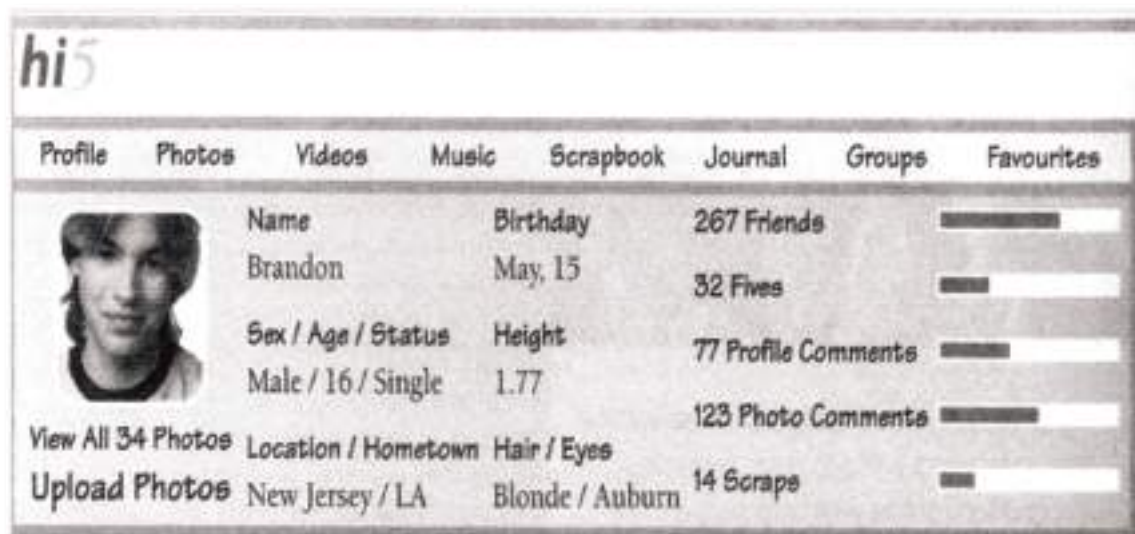 hi5
Profile Photos Videos Music Scrapbook Journal Groups Favourites
Name Birthday 267 Friends
Brandon May, 15
32 Fives
Sex / Age / Status Height
77 Profile Comments
Male / 16 / Single 1.77
123 Photo Comments
View All 34 Photos Location / Hometown Hair / Eyes
Upload Photos New Jersey / LA Blonde / Auburn 14 Scraps